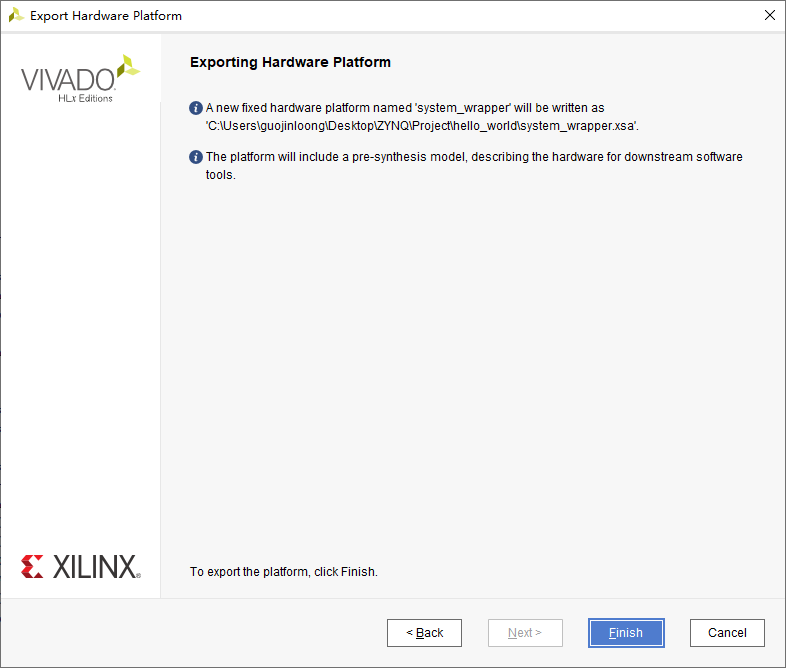 Export Hardware Platform
VIVADO.
HLx Editions
Exporting Hardware Platform
A new fixed hardware platform named 'system_wrapper' will be written as
'C:\Users\guojinloong\Desktop\ZYNQ\Project\hello_world\system_wrapper.xsa'.
The platform will include a pre-synthesis model, describing the hardware for downstream software
tools.
XILINX®
To export the platform, click Finish.
< Back
Next >
Finish
Cancel